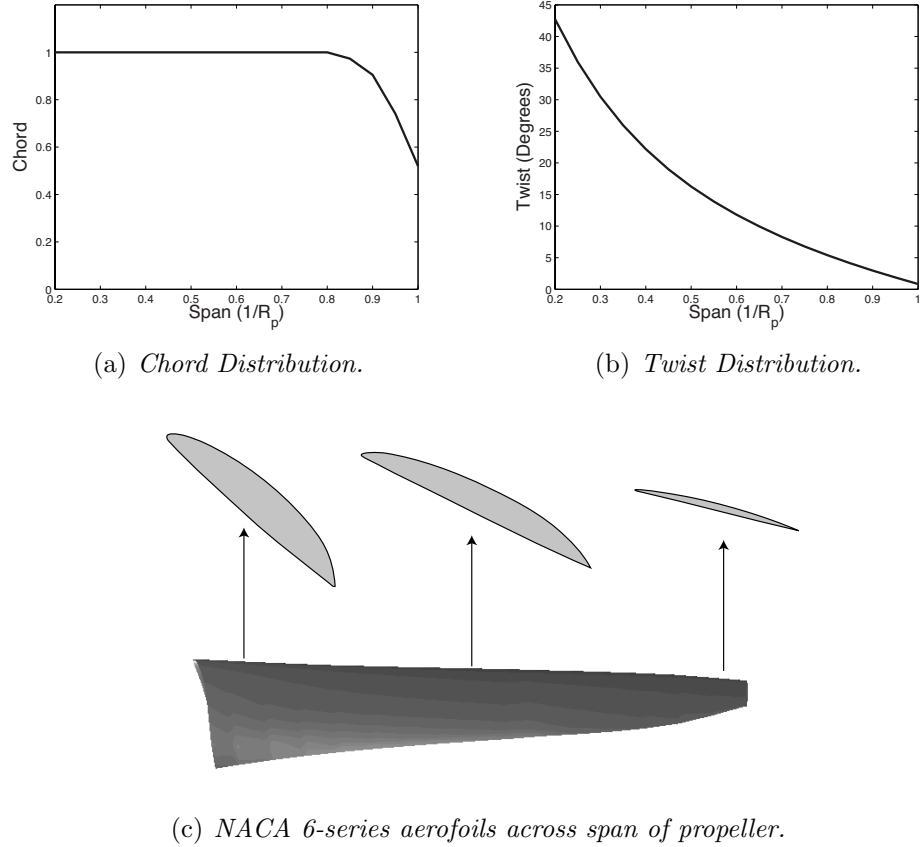 1
0.8
0.6
0.4
0.2
0
Chord
0.2 0.3 0.4 0.5 0.6 0.7 0.8 0.9 1
Span (1/R_p)
(a) Chord Distribution.
45
40
35
30
25
20
15
10
5
0
Twist (Degrees)
0.2 0.3 0.4 0.5 0.6 0.7 0.8 0.9 1
Span (1/R_p)
(b) Twist Distribution.
(c) NACA 6-series aerofoils across span of propeller.